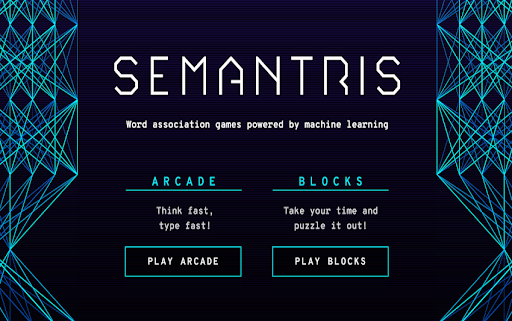 SEMANTRIS
Word association games powered by machine learning
ARCADE
Think fast,
type fast!
PLAY ARCADE
BLOCKS
Take your time and
puzzle it out!
PLAY BLOCKS